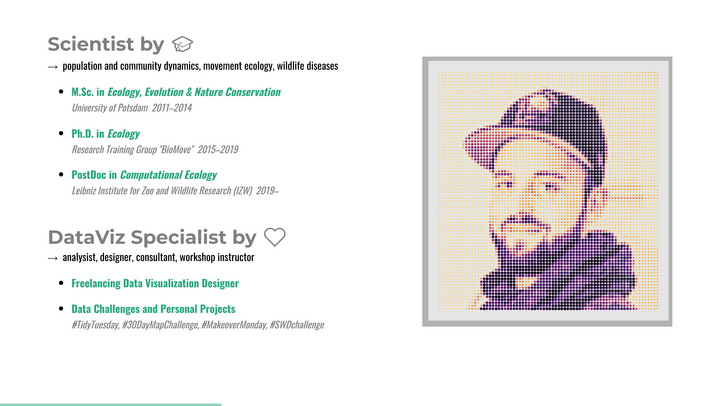 Scientist by
→ population and community dynamics, movement ecology, wildlife diseases
• M.Sc. in Ecology, Evolution & Nature Conservation
University of Potsdam 2011–2014
• Ph.D. in Ecology
Research Training Group "BioMove" 2015–2019
• PostDoc in Computational Ecology
Leibniz Institute for Zoo and Wildlife Research (IZW) 2019–
DataViz Specialist by
→ analysist, designer, consultant, workshop instructor
• Freelancing Data Visualization Designer
• Data Challenges and Personal Projects
#TidyTuesday, #30DayMapChallenge, #MakeoverMonday, #SWDchallenge